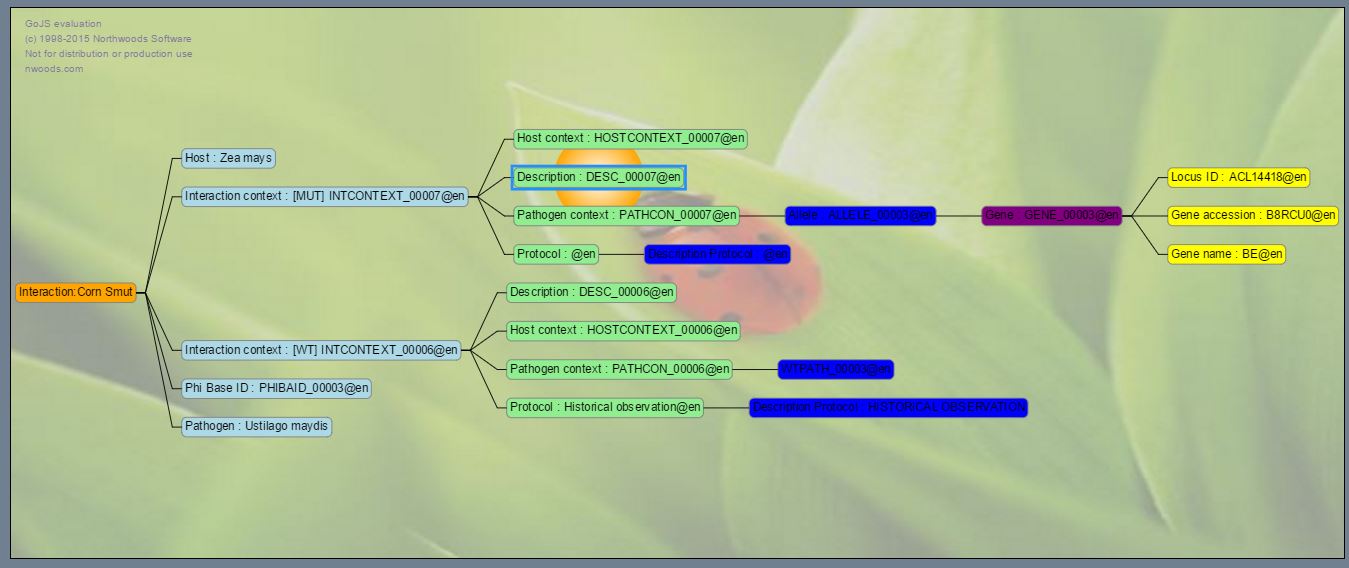 GoJS evaluation
(c) 1998-2015 Northwoods Software
Not for distribution or production use
nwoods.com
Host context : HOSTCONTEXT_00007@en
Host : Zea mays
Description : DESC_00007@en
Locus ID : ACL14418@en
Interaction context : [MUT] INTCONTEXT_00007@en
Pathogen context : PATHCON_00007@en
Allele : ALLELE_00003@en
Gene : GENE_00003@en
Gene accession : B8RCU0@en
Protocol : @en
Description Protocol : @en
Gene name : BE@en
Interaction:Corn Smut
Description : DESC_00006@en
Host context : HOSTCONTEXT_00006@en
Interaction context : [WT] INTCONTEXT_00006@en
Pathogen context : PATHCON_00006@en
WTPATH_00003@en
Phi Base ID : PHIBAID_00003@en
Protocol : Historical observation@en
Description Protocol : HISTORICAL OBSERVATION
Pathogen : Ustilago maydis